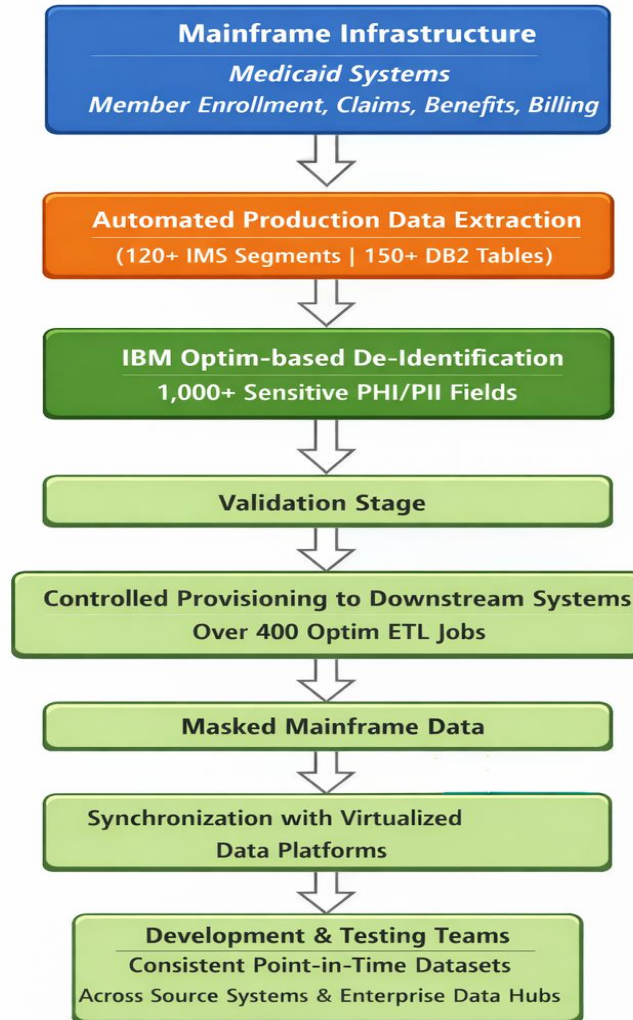 Mainframe Infrastructure
Medicaid Systems
Member Enrollment, Claims, Benefits, Billing
Automated Production Data Extraction
(120+ IMS Segments | 150+ DB2 Tables)
IBM Optim-based De-Identification
1,000+ Sensitive PHI/PII Fields
Validation Stage
Controlled Provisioning to Downstream Systems
Over 400 Optim ETL Jobs
Masked Mainframe Data
Synchronization with Virtualized
Data Platforms
Development & Testing Teams
Consistent Point-in-Time Datasets
Across Source Systems & Enterprise Data Hubs